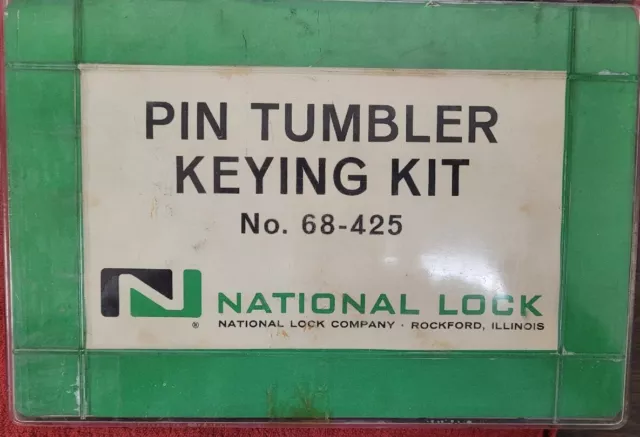 PIN TUMBLER
KEYING KIT
No. 68-425
NATIONAL LOCK
®
NATIONAL LOCK COMPANY · ROCKFORD, ILLINOIS